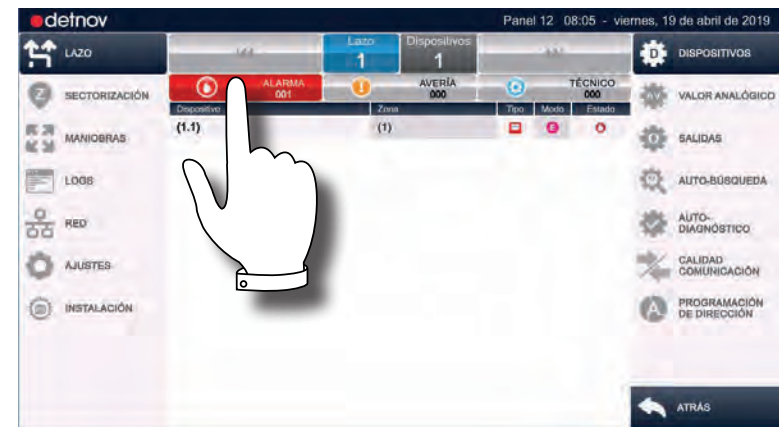 detnov
Panel 12 08:05 - viernes, 19 de abril de 2019
LAZO
Lazo
1
Dispositivos
1
DISPOSITIVOS
SECTORIZACIÓN
ALARMA
001
AVERÍA
000
TÉCNICO
000
VALOR ANALÓGICO
Dispositivo
Zona
Tipo
Modo
Estado
(1.1)
(1)
MANIOBRAS
SALIDAS
LOGS
AUTO-BÚSQUEDA
RED
AUTO-
DIAGNÓSTICO
AJUSTES
CALIDAD
COMUNICACIÓN
INSTALACIÓN
PROGRAMACIÓN
DE DIRECCIÓN
ATRÁS